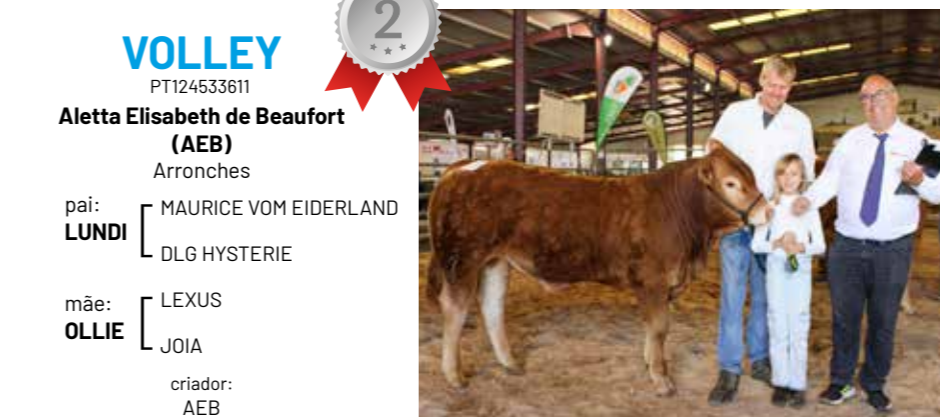 2
VOLLEY
PT124533611
Aletta Elisabeth de Beaufort
(AEB)
Arronches
pai:
LUNDI
MAURICE VOM EIDERLAND
DLG HYSTERIE
mãe:
OLLIE
LEXUS
JOIA
criador:
AEB